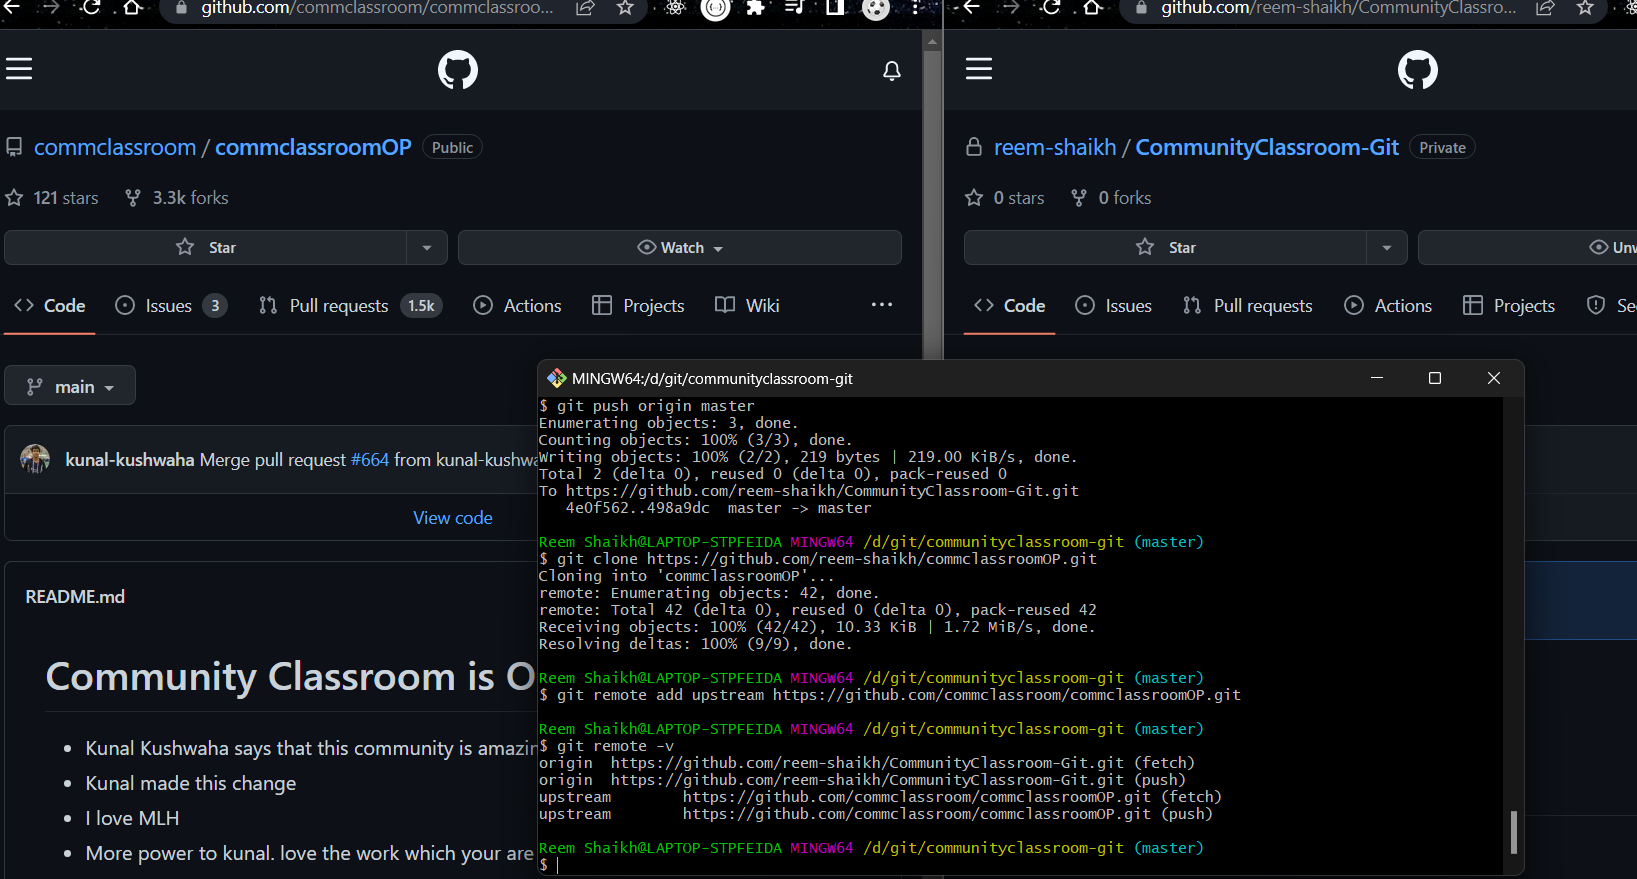 github.com/commclassroom/commclassroo...
commclassroom / commclassroomOP Public
121 stars 3.3k forks
Star Watch
Code Issues 3 Pull requests 1.5k Actions Projects Wiki ...
main
kunal-kushwaha Merge pull request #664 from kunal-kushwa
View code
README.md
Community Classroom is O
• Kunal Kushwaha says that this community is amazin
• Kunal made this change
• I love MLH
• More power to kunal. love the work which your are
github.com/reem-shaikh/CommunityClassro...
reem-shaikh / CommunityClassroom-Git Private
0 stars 0 forks
Star Unw
Code Issues Pull requests Actions Projects Se
MINGW64:/d/git/communityclassroom-git
$ git push origin master
Enumerating objects: 3, done.
Counting objects: 100% (3/3), done.
Writing objects: 100% (2/2), 219 bytes | 219.00 KiB/s, done.
Total 2 (delta 0), reused 0 (delta 0), pack-reused 0
To https://github.com/reem-shaikh/CommunityClassroom-Git.git
4e0f562..498a9dc master -> master
Reem Shaikh@LAPTOP-STPFEIDA MINGW64 /d/git/communityclassroom-git (master)
$ git clone https://github.com/reem-shaikh/commclassroomOP.git
Cloning into 'commclassroomOP'...
remote: Enumerating objects: 42, done.
remote: Total 42 (delta 0), reused 0 (delta 0), pack-reused 42
Receiving objects: 100% (42/42), 10.33 KiB | 1.72 MiB/s, done.
Resolving deltas: 100% (9/9), done.
Reem Shaikh@LAPTOP-STPFEIDA MINGW64 /d/git/communityclassroom-git (master)
$ git remote add upstream https://github.com/commclassroom/commclassroomOP.git
Reem Shaikh@LAPTOP-STPFEIDA MINGW64 /d/git/communityclassroom-git (master)
$ git remote -v
origin https://github.com/reem-shaikh/CommunityClassroom-Git.git (fetch)
origin https://github.com/reem-shaikh/CommunityClassroom-Git.git (push)
upstream https://github.com/commclassroom/commclassroomOP.git (fetch)
upstream https://github.com/commclassroom/commclassroomOP.git (push)
Reem Shaikh@LAPTOP-STPFEIDA MINGW64 /d/git/communityclassroom-git (master)
$